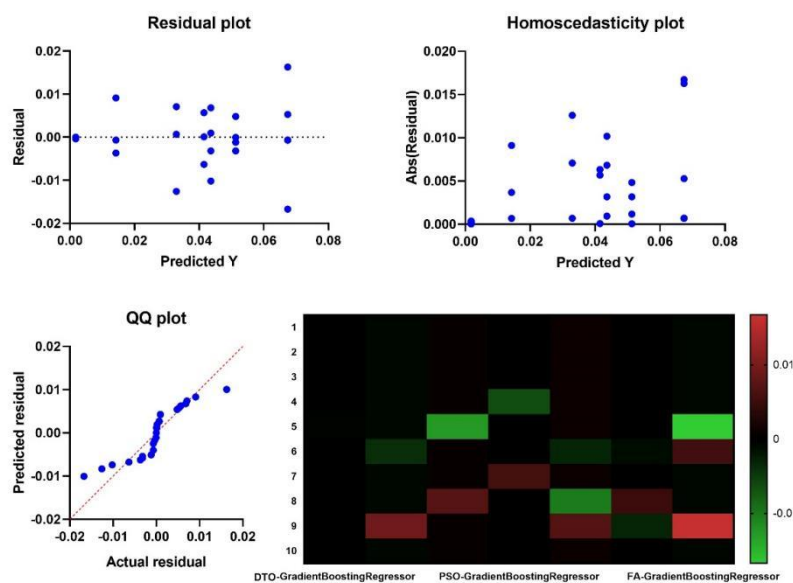 Residual plot
0.02
0.01
0.00
-0.01
-0.02
Residual
0.00 0.02 0.04 0.06 0.08
Predicted Y
Homoscedasticity plot
0.020
0.015
0.010
0.005
0.000
Abs(Residual)
0.00 0.02 0.04 0.06 0.08
Predicted Y
QQ plot
0.02
0.01
0.00
-0.01
-0.02
Predicted residual
-0.02 -0.01 0.00 0.01 0.02
Actual residual
1
2
3
4
5
6
7
8
9
10
DTO-GradientBoostingRegressor PSO-GradientBoostingRegressor FA-GradientBoostingRegressor
0.01
0
-0.0